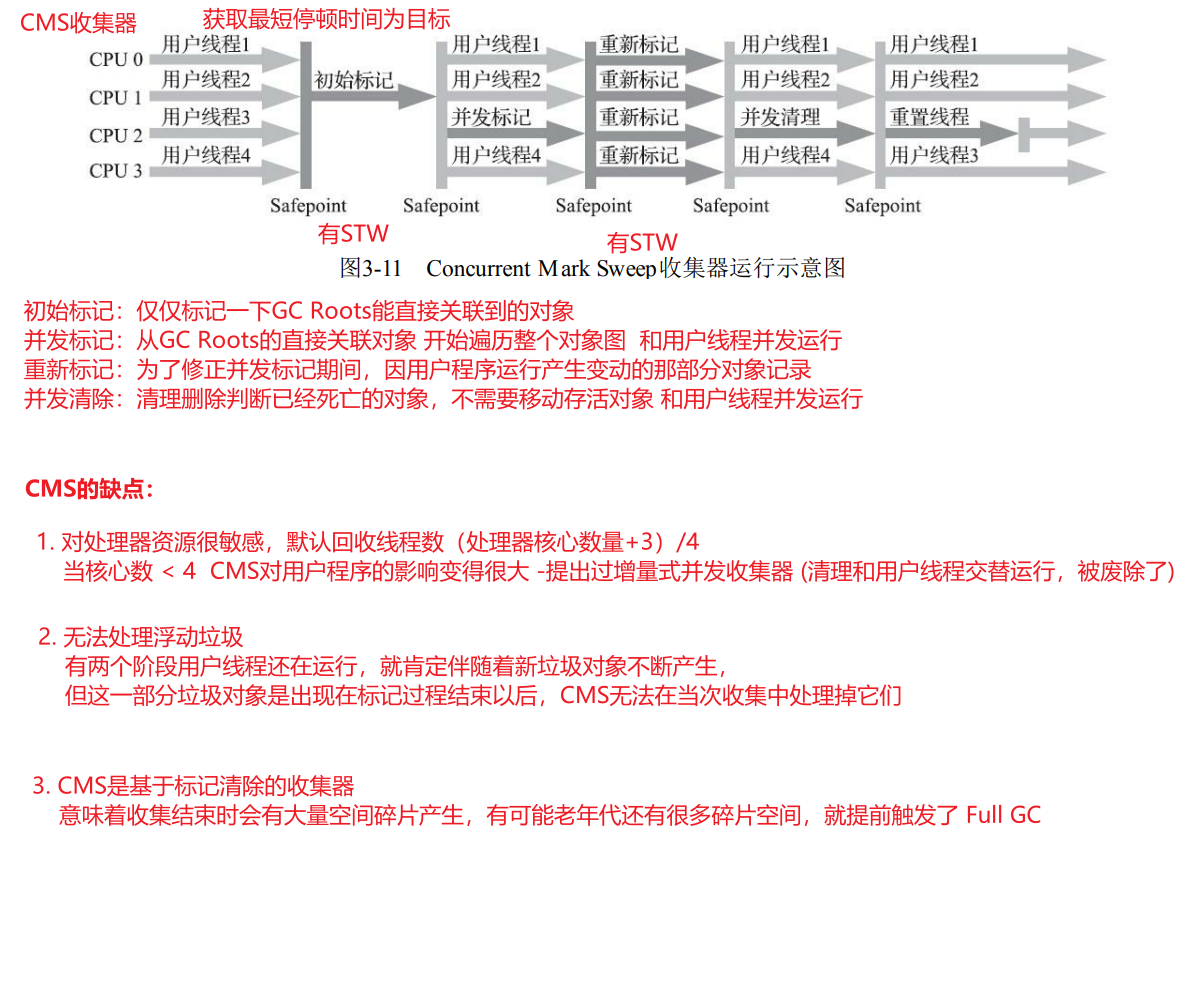 CMS收集器 获取最短停顿时间为目标
用户线程1 用户线程1 重新标记 用户线程1 用户线程1
CPU 0
用户线程2 初始标记 用户线程2 重新标记 用户线程2 用户线程2
CPU 1
用户线程3 并发标记 重新标记 并发清理 重置线程
CPU 2
用户线程4 用户线程4 重新标记 用户线程4 用户线程3
CPU 3
Safepoint Safepoint Safepoint Safepoint Safepoint
有STW 有STW
图3-11 Concurrent Mark Sweep收集器运行示意图
初始标记：仅仅标记一下GC Roots能直接关联到的对象
并发标记：从GC Roots的直接关联对象 开始遍历整个对象图 和用户线程并发运行
重新标记：为了修正并发标记期间，因用户程序运行产生变动的那部分对象记录
并发清除：清理删除判断已经死亡的对象，不需要移动存活对象 和用户线程并发运行
CMS的缺点：
1. 对处理器资源很敏感，默认回收线程数（处理器核心数量+3）/4
当核心数 < 4 CMS对用户程序的影响变得很大 -提出过增量式并发收集器 (清理和用户线程交替运行，被废除了)
2. 无法处理浮动垃圾
有两个阶段用户线程还在运行，就肯定伴随着新垃圾对象不断产生，
但这一部分垃圾对象是出现在标记过程结束以后，CMS无法在当次收集中处理掉它们
3. CMS是基于标记清除的收集器
意味着收集结束时会有大量空间碎片产生，有可能老年代还有很多碎片空间，就提前触发了 Full GC